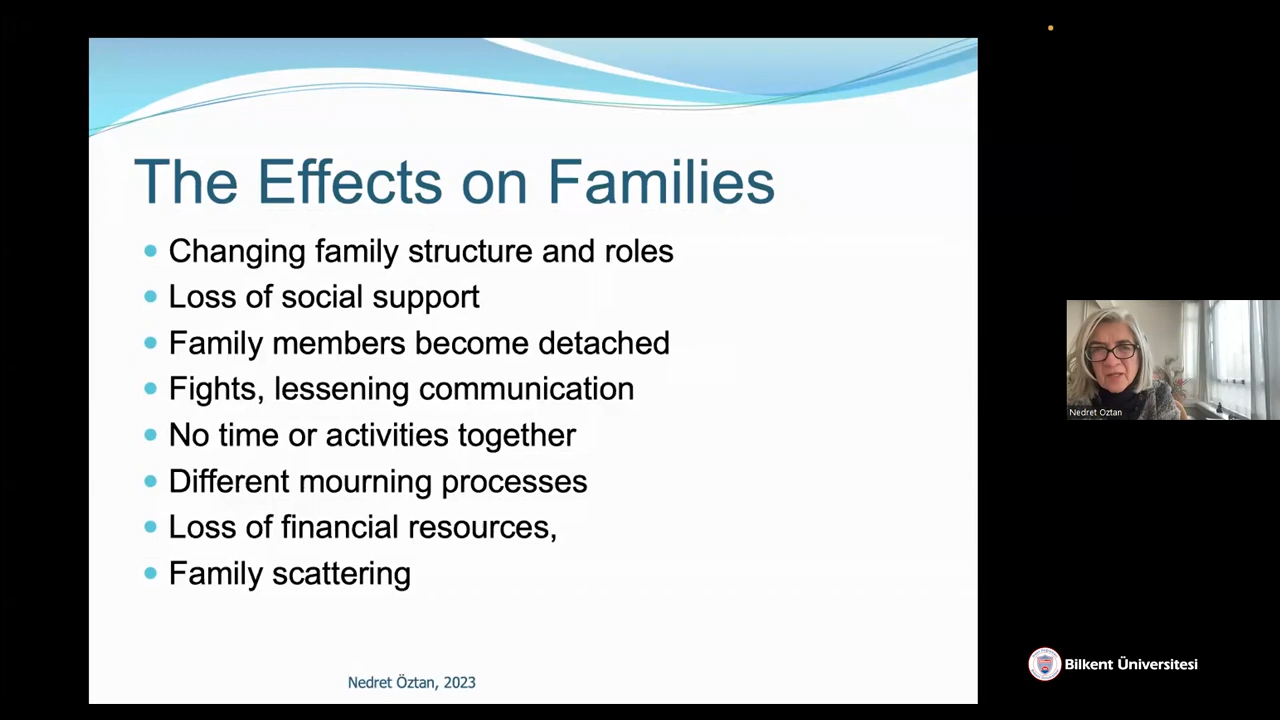 The Effects on Families
Changing family structure and roles
Loss of social support
Family members become detached
Fights, lessening communication
No time or activities together
Different mourning processes
Loss of financial resources,
Family scattering
Nedret Öztan, 2023
Nedret Oztan
Bilkent Üniversitesi